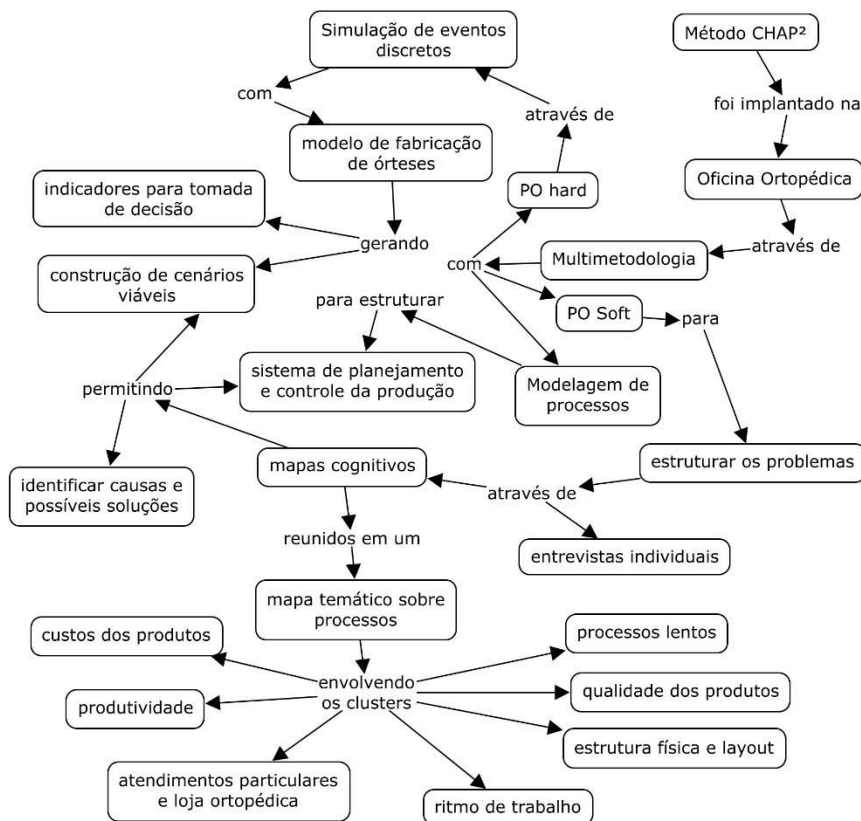 Simulação de eventos
discretos
Método CHAP²
com
através de
foi implantado na
modelo de fabricação
de órteses
indicadores para tomada
de decisão
PO hard
Oficina Ortopédica
gerando
com
Multimetodologia
através de
construção de cenários
viáveis
para estruturar
PO Soft
para
permitindo
sistema de planejamento
e controle da produção
Modelagem de
processos
identificar causas e
possíveis soluções
mapas cognitivos
através de
estruturar os problemas
reunidos em um
entrevistas individuais
mapa temático sobre
processos
custos dos produtos
processos lentos
envolvendo
os clusters
produtividade
qualidade dos produtos
estrutura física e layout
atendimentos particulares
e loja ortopédica
ritmo de trabalho